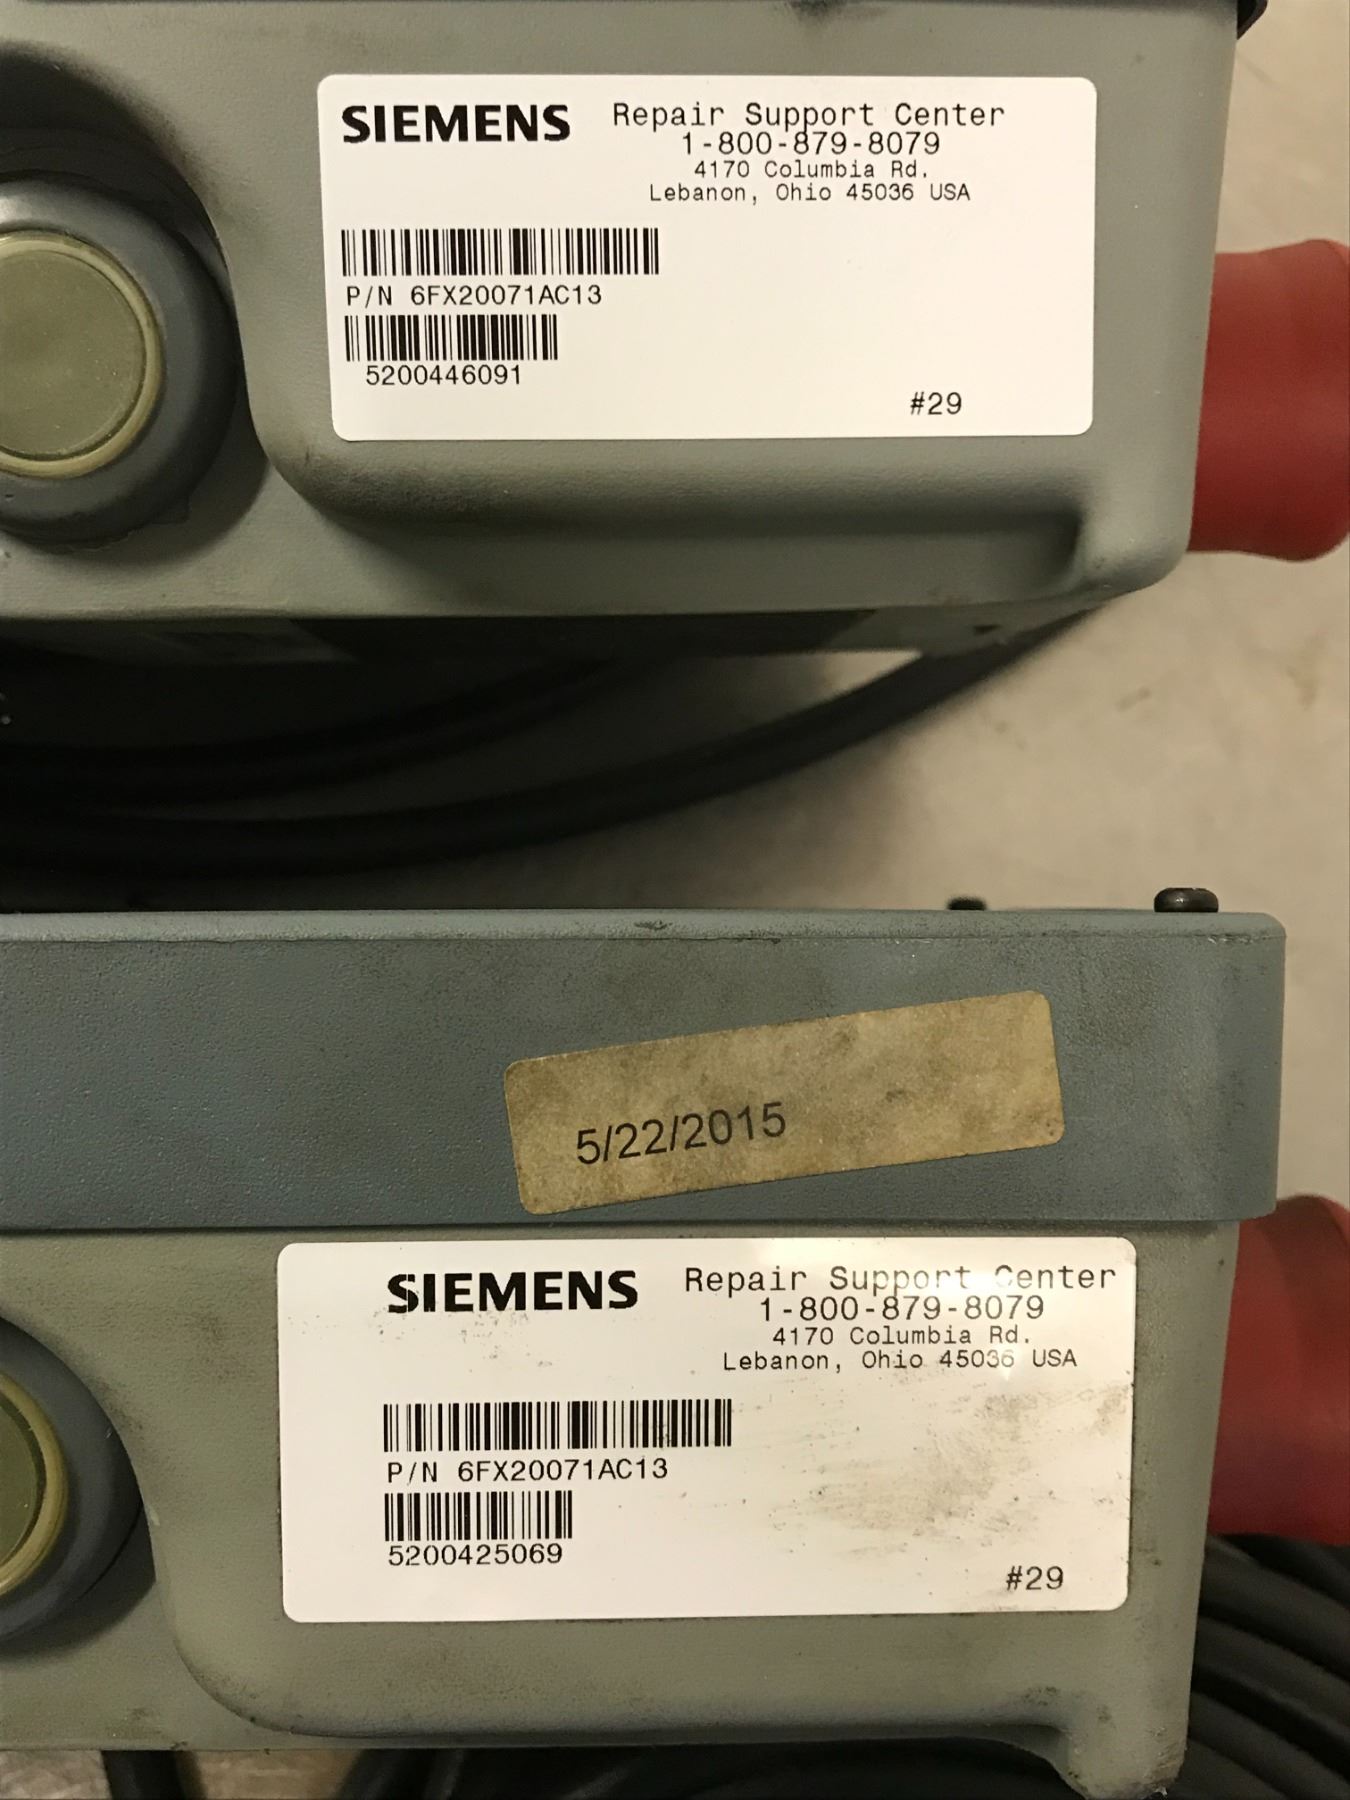 SIEMENS
Repair Support Center
1-800-879-8079
4170 Columbia Rd.
Lebanon, Ohio 45036 USA
P/N 6FX20071AC13
5200446091
#29
5/22/2015
SIEMENS
Repair Support Center
1-800-879-8079
4170 Columbia Rd.
Lebanon, Ohio 45036 USA
P/N 6FX20071AC13
5200425069
#29